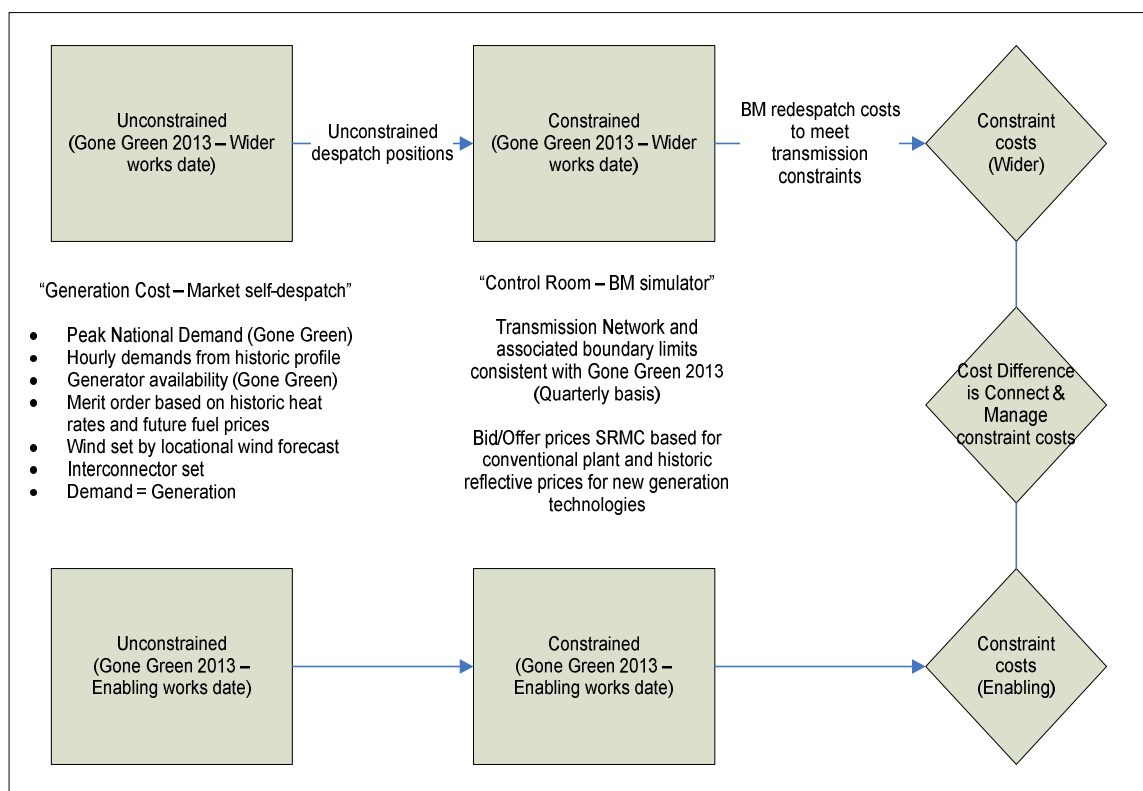 Unconstrained
(Gone Green 2013 – Wider
works date)
Unconstrained
despatch positions
Constrained
(Gone Green 2013 – Wider
works date)
BM redespatch costs
to meet
transmission
constraints
Constraint
costs
(Wider)
“Generation Cost – Market self-despatch”
• Peak National Demand (Gone Green)
• Hourly demands from historic profile
• Generator availability (Gone Green)
• Merit order based on historic heat
rates and future fuel prices
• Wind set by locational wind forecast
• Interconnector set
• Demand = Generation
“Control Room – BM simulator”
Transmission Network and
associated boundary limits
consistent with Gone Green 2013
(Quarterly basis)
Bid/Offer prices SRMC based for
conventional plant and historic
reflective prices for new generation
technologies
Cost Difference
is Connect &
Manage
constraint costs
Unconstrained
(Gone Green 2013 –
Enabling works date)
Constrained
(Gone Green 2013 –
Enabling works date)
Constraint
costs
(Enabling)